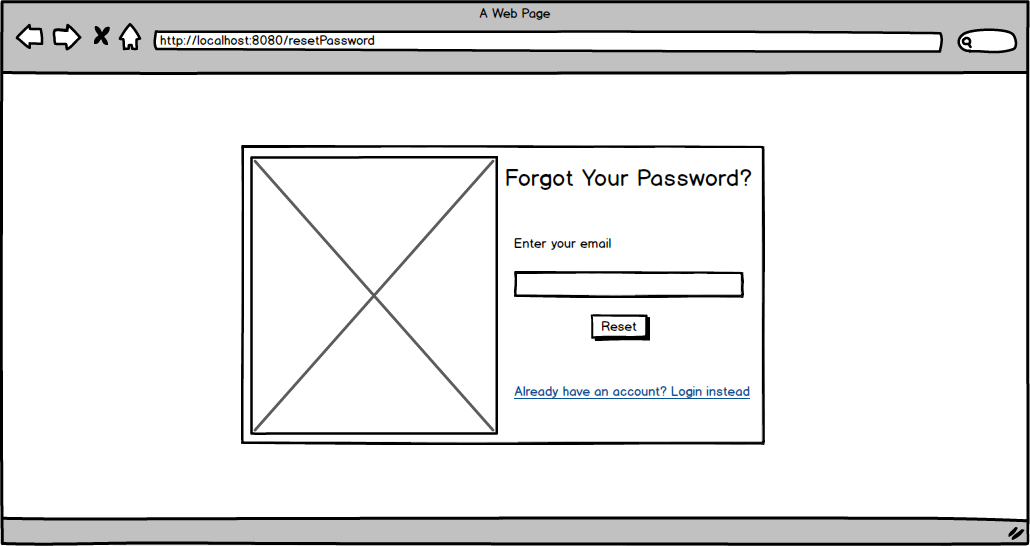 A Web Page
http://localhost:8080/resetPassword
Forgot Your Password?
Enter your email
Reset
Already have an account? Login instead